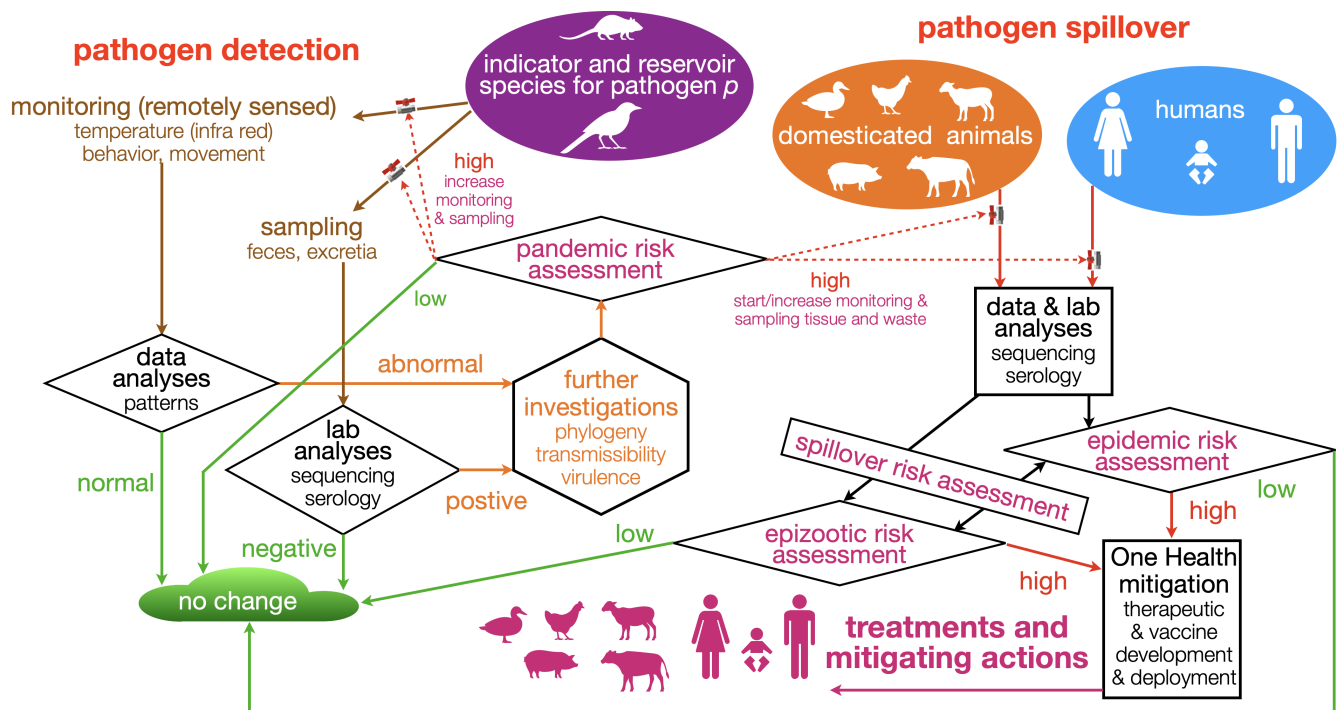 pathogen detection
pathogen spillover
indicator and reservoir
species for pathogen p
monitoring (remotely sensed)
temperature (infra red)
behavior, movement
domesticated animals
humans
high
increase
monitoring
& sampling
sampling
feces, excretia
pandemic risk
assessment
low
high
start/increase monitoring &
sampling tissue and waste
data & lab
analyses
sequencing
serology
data
analyses
patterns
abnormal
further
investigations
phylogeny
transmissibility
virulence
lab
analyses
sequencing
serology
normal
postive
negative
spillover risk assessment
epidemic risk
assessment
low
high
low
epizootic risk
assessment
high
no change
One Health
mitigation
therapeutic
& vaccine
development
& deployment
treatments and
mitigating actions